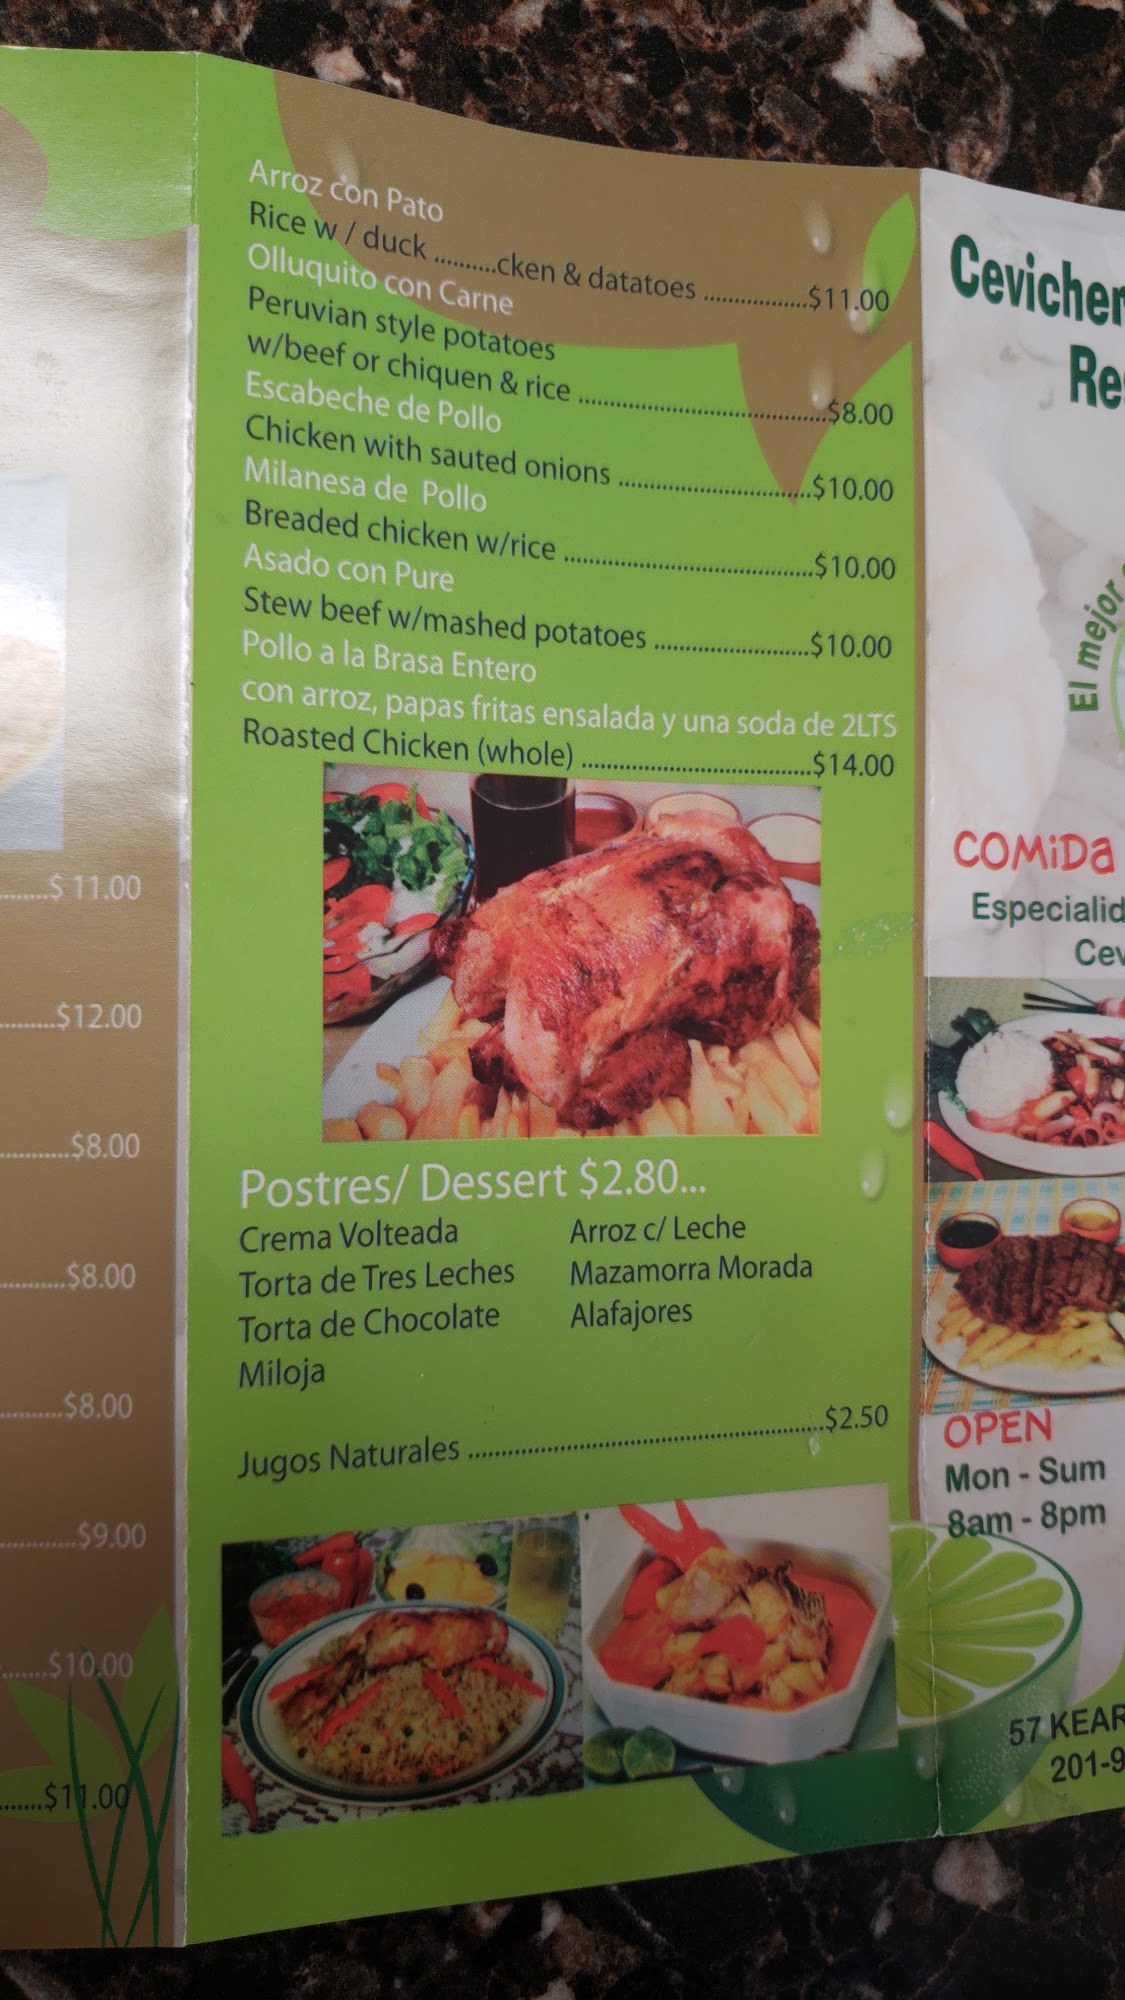 Arroz con Pato
Rice w / duck ..........cken & datatoes .................$11.00
Olluquito con Carne
Peruvian style potatoes
w/beef or chiquen & rice .........................................$8.00
Escabeche de Pollo
Chicken with sauted onions ................................$10.00
Milanesa de Pollo
Breaded chicken w/rice .........................................$10.00
Asado con Pure
Stew beef w/mashed potatoes .........................$10.00
Pollo a la Brasa Entero
con arroz, papas fritas ensalada y una soda de 2LTS
Roasted Chicken (whole) .....................................$14.00
Postres/ Dessert $2.80...
Crema Volteada
Torta de Tres Leches
Torta de Chocolate
Miloja
Arroz c/ Leche
Mazamorra Morada
Alafajores
Jugos Naturales ..........................................................$2.50
........$ 11.00
.........$12.00
...........$8.00
...........$8.00
...........$8.00
............$9.00
.......$10.00
.......$11.00
El mejor
COMiDa
OPEN
Mon - Sum
8am - 8pm
57
201-9